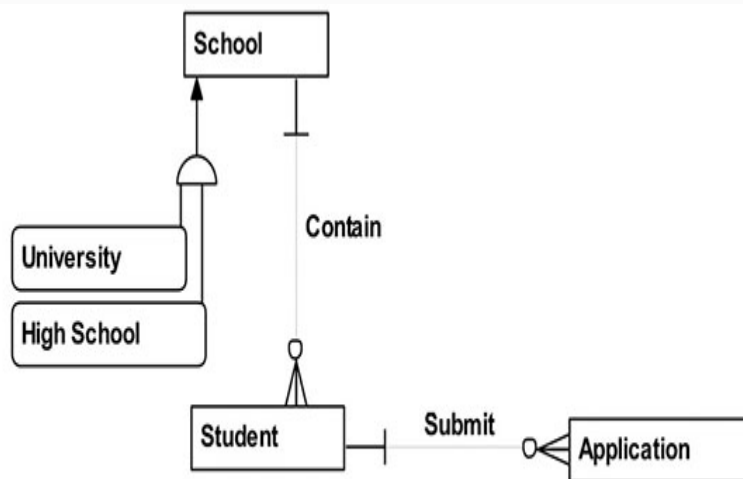 School
Contain
University
High School
Student
Submit
Application